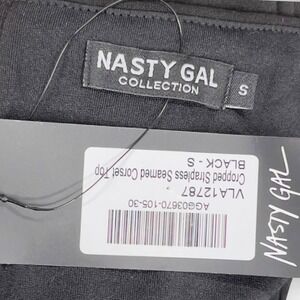 NASTY GAL
COLLECTION
S
AGG03670-105-30
VLA12787
Cropped Strapless Seamed Corset Top
BLACK - S
NASTY GAL